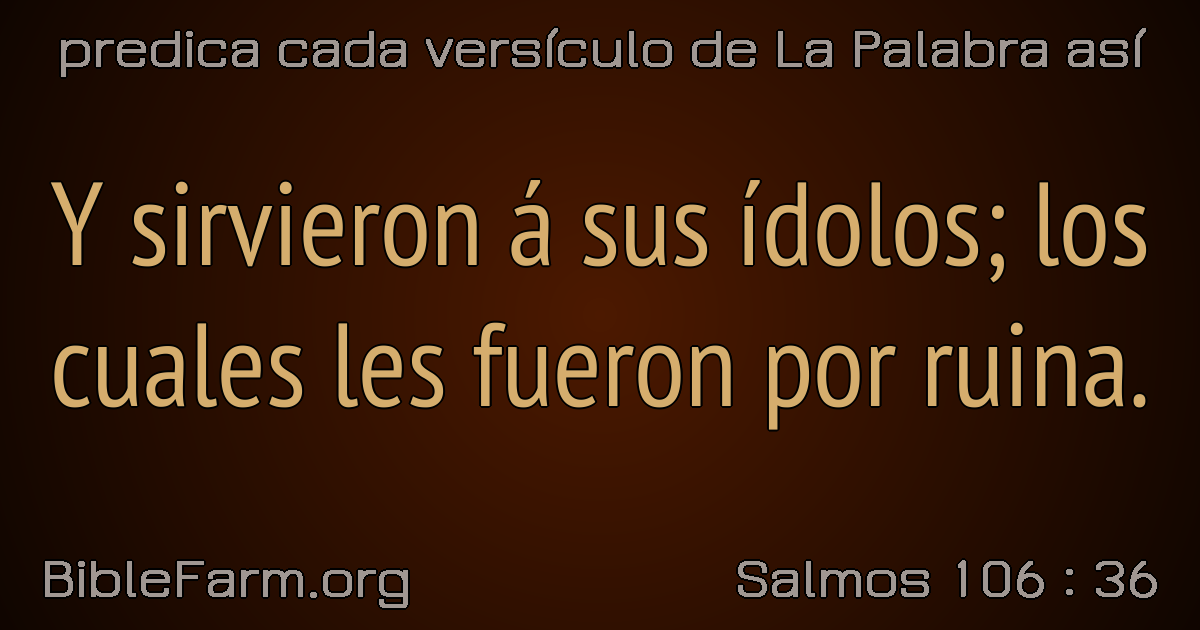 predica cada versículo de La Palabra así
Y sirvieron á sus ídolos; los
cuales les fueron por ruina.
BibleFarm.org
Salmos 106 : 36